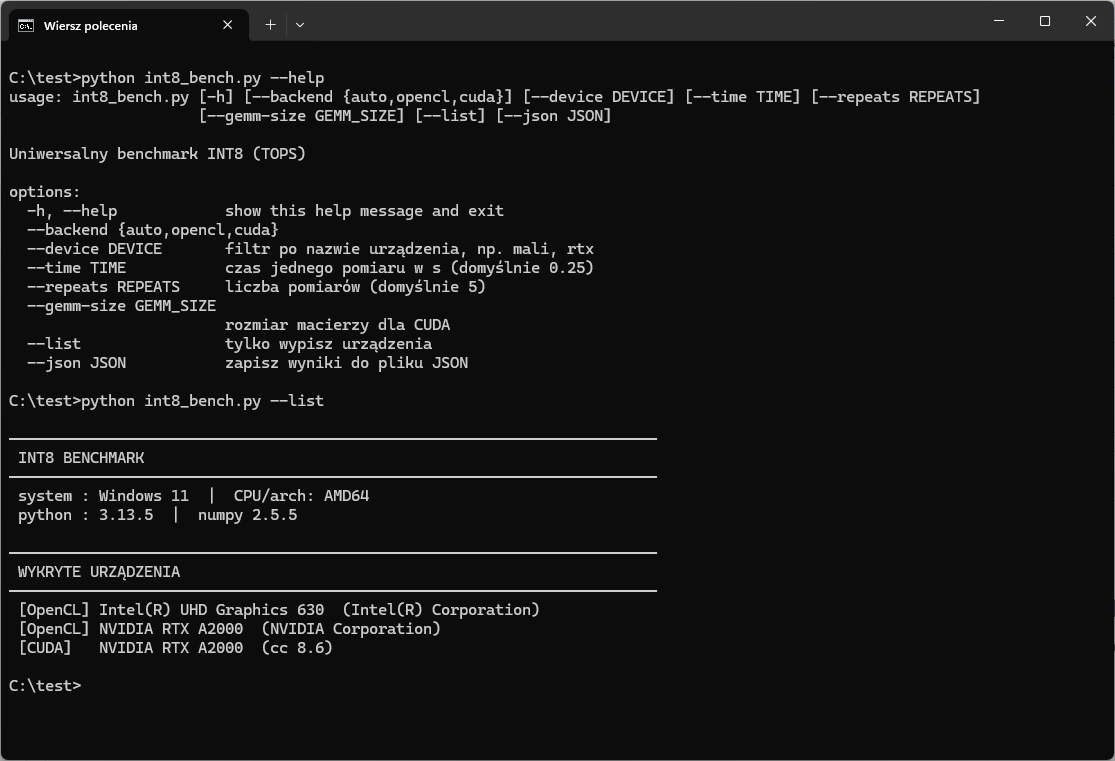 Wiersz polecenia
C:\test>python int8_bench.py --help
usage: int8_bench.py [-h] [--backend {auto,opencl,cuda}] [--device DEVICE] [--time TIME] [--repeats REPEATS]
[--gemm-size GEMM_SIZE] [--list] [--json JSON]
Uniwersalny benchmark INT8 (TOPS)
options:
-h, --help show this help message and exit
--backend {auto,opencl,cuda}
--device DEVICE filtr po nazwie urządzenia, np. mali, rtx
--time TIME czas jednego pomiaru w s (domyślnie 0.25)
--repeats REPEATS liczba pomiarów (domyślnie 5)
--gemm-size GEMM_SIZE
rozmiar macierzy dla CUDA
--list tylko wypisz urządzenia
--json JSON zapisz wyniki do pliku JSON
C:\test>python int8_bench.py --list
INT8 BENCHMARK
system : Windows 11 | CPU/arch: AMD64
python : 3.13.5 | numpy 2.5.5
WYKRYTE URZĄDZENIA
[OpenCL] Intel(R) UHD Graphics 630 (Intel(R) Corporation)
[OpenCL] NVIDIA RTX A2000 (NVIDIA Corporation)
[CUDA] NVIDIA RTX A2000 (cc 8.6)
C:\test>